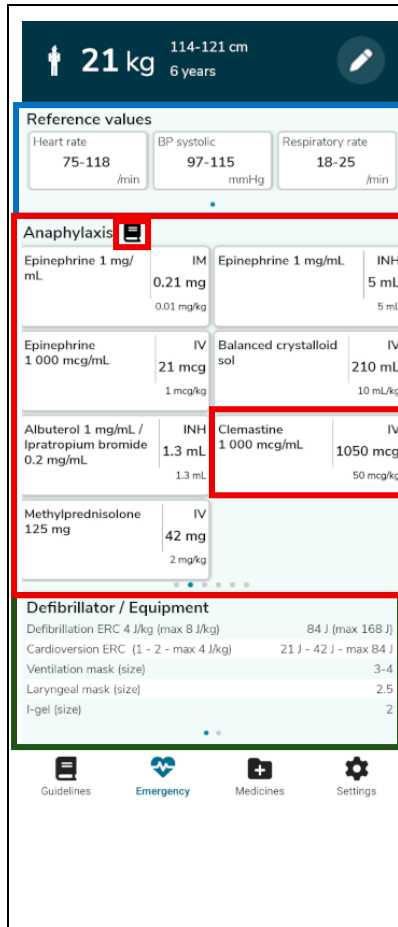 21 kg
114-121 cm
6 years
Reference values
Heart rate
75-118
/min
BP systolic
97-115
mmHg
Respiratory rate
18-25
/min
Anaphylaxis
Epinephrine 1 mg/
mL
IM
0.21 mg
0.01 mg/kg
Epinephrine 1 mg/mL
INH
5 mL
5 mL
Epinephrine
1 000 mcg/mL
IV
21 mcg
1 mcg/kg
Balanced crystalloid
sol
IV
210 mL
10 mL/kg
Albuterol 1 mg/mL /
Ipratropium bromide
0.2 mg/mL
INH
1.3 mL
1.3 mL
Clemastine
1 000 mcg/mL
IV
1050 mcg
50 mcg/kg
Methylprednisolone
125 mg
IV
42 mg
2 mg/kg
Defibrillator / Equipment
Defibrillation ERC 4 J/kg (max 8 J/kg) 84 J (max 168 J)
Cardioversion ERC (1 - 2 - max 4 J/kg) 21 J - 42 J - max 84 J
Ventilation mask (size) 3-4
Laryngeal mask (size) 2.5
I-gel (size) 2
Guidelines
Emergency
Medicines
Settings